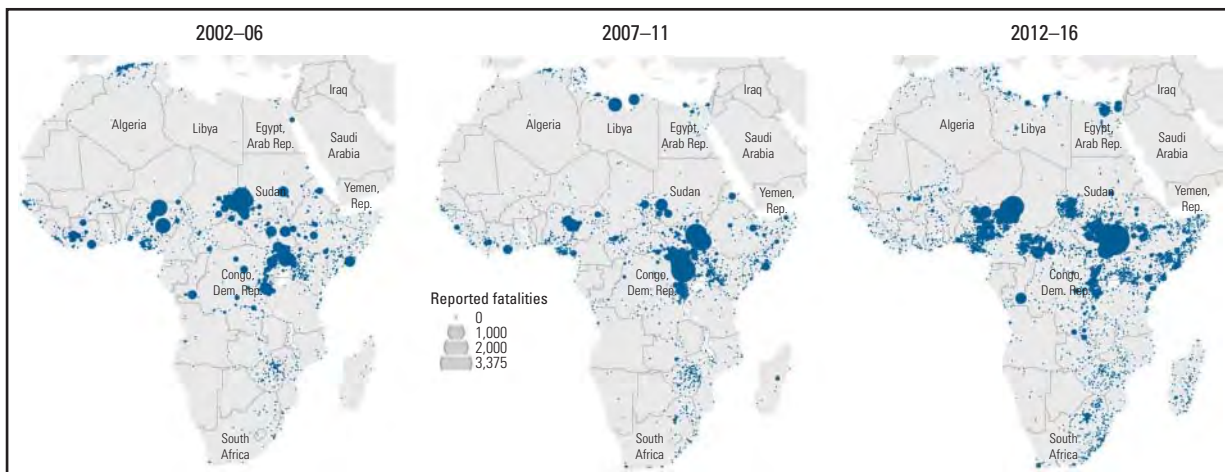 2002–06
2007–11
2012–16
Iraq
Algeria
Libya
Egypt,
Arab Rep.
Saudi
Arabia
Sudan
Yemen,
Rep.
Congo,
Dem. Rep.
South
Africa
Iraq
Algeria
Libya
Egypt,
Arab Rep.
Saudi
Arabia
Sudan
Yemen,
Rep.
Congo,
Dem. Rep.
South
Africa
Reported fatalities
0
1,000
2,000
3,375
Iraq
Algeria
Libya
Egypt,
Arab Rep.
Saudi
Arabia
Sudan
Yemen,
Rep.
Congo,
Dem. Rep.
South
Africa